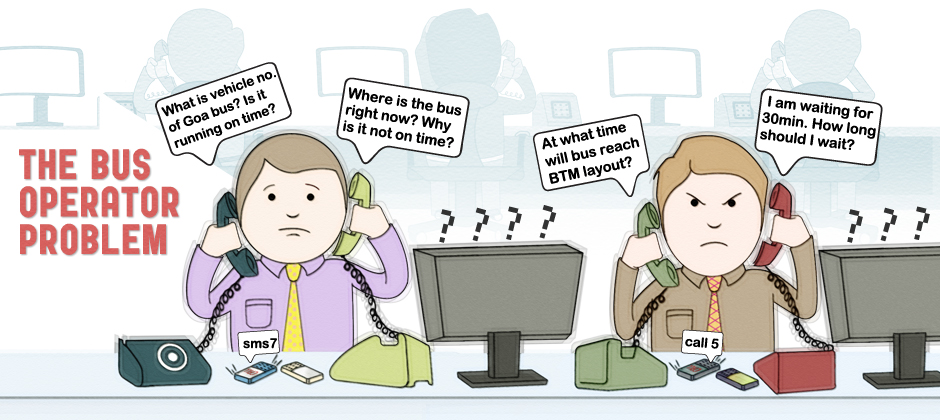 THE BUS
OPERATOR
PROBLEM
What is vehicle no.
of Goa bus? Is it
running on time?
Where is the bus
right now? Why
is it not on time?
At what time
will bus reach
BTM layout?
I am waiting for
30min. How long
should I wait?
? ? ? ?
? ? ? ?
sms7
call 5